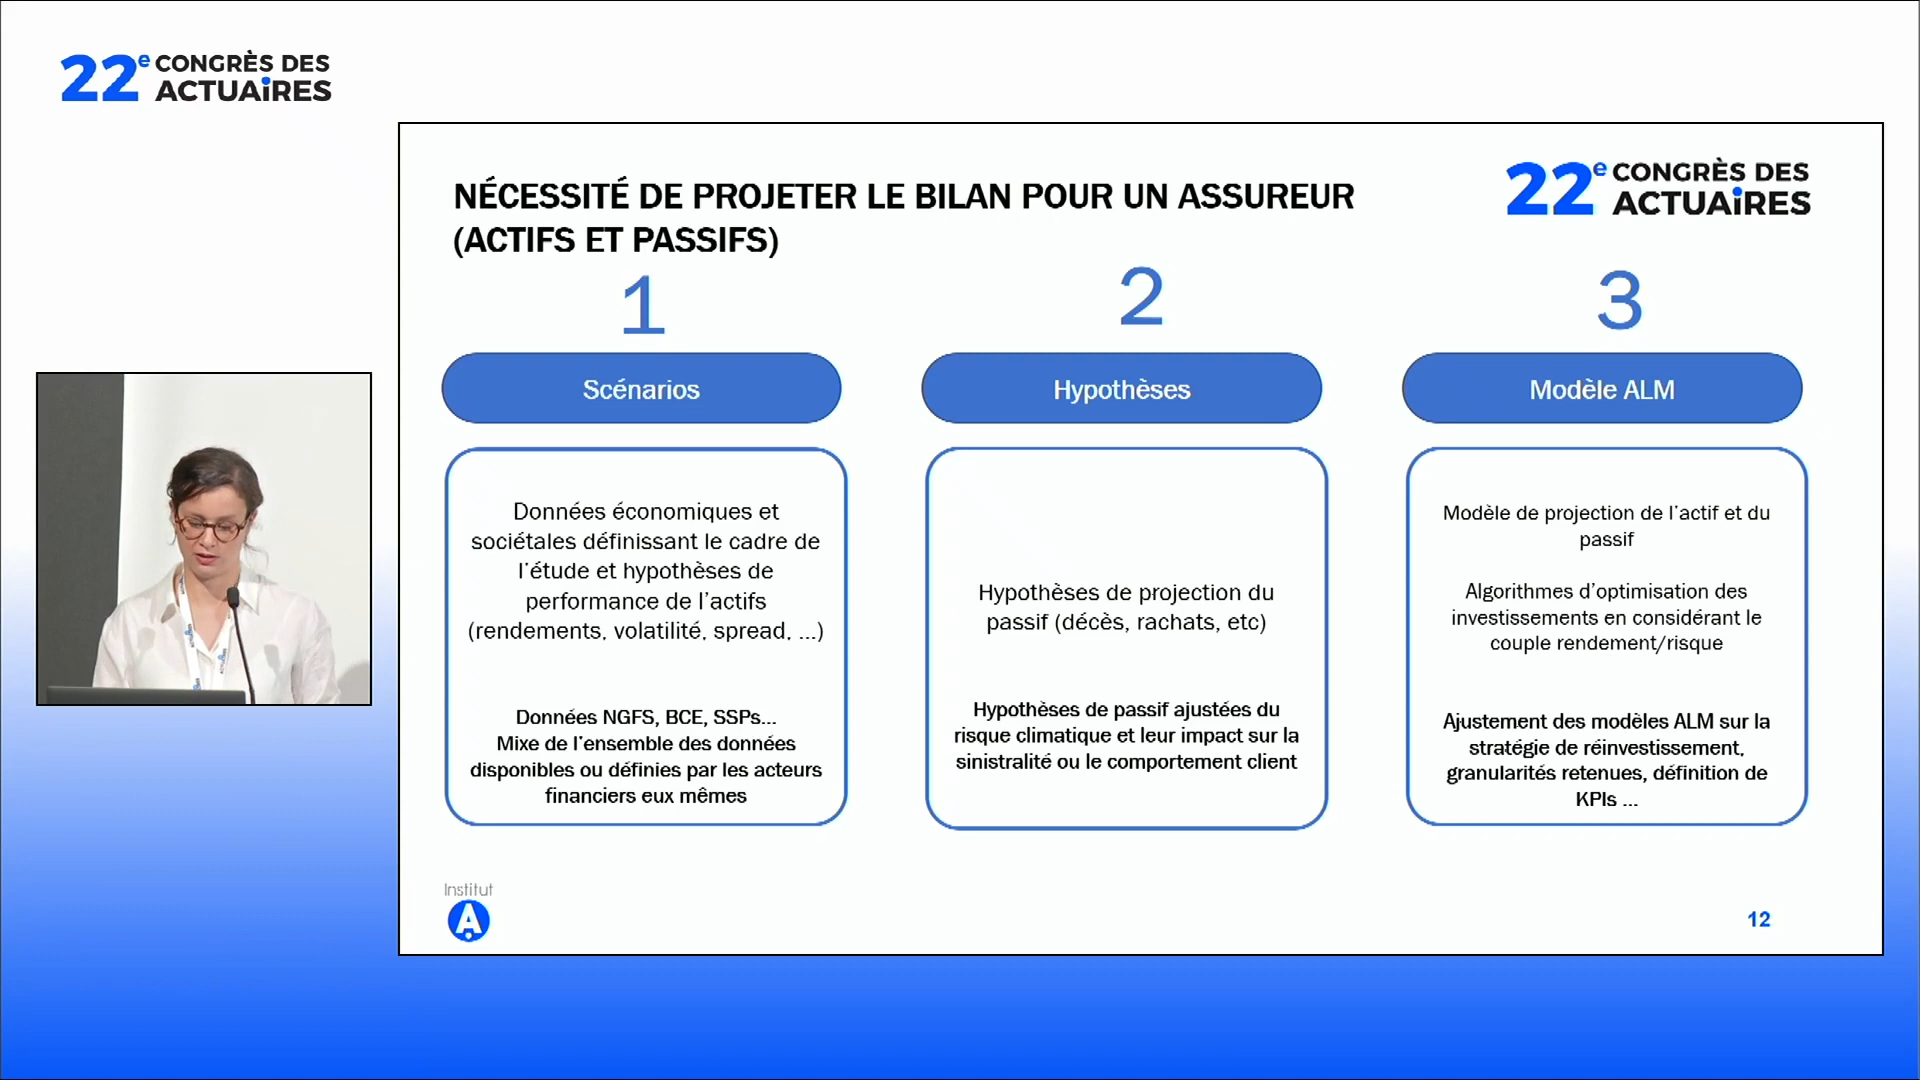 22e CONGRÈS DES
ACTUAiRES
NÉCESSITÉ DE PROJETER LE BILAN POUR UN ASSUREUR
(ACTIFS ET PASSIFS)
22e CONGRÈS DES
ACTUAiRES
1
2
3
Scénarios
Hypothèses
Modèle ALM
Données économiques et
sociétales définissant le cadre de
l'étude et hypothèses de
performance de l'actifs
(rendements, volatilité, spread, ...)
Données NGFS, BCE, SSPs...
Mixe de l'ensemble des données
disponibles ou définies par les acteurs
financiers eux mêmes
Hypothèses de projection du
passif (décès, rachats, etc)
Hypothèses de passif ajustées du
risque climatique et leur impact sur la
sinistralité ou le comportement client
Modèle de projection de l'actif et du
passif
Algorithmes d'optimisation des
investissements en considérant le
couple rendement/risque
Ajustement des modèles ALM sur la
stratégie de réinvestissement,
granularités retenues, définition de
KPIs ...
Institut
A
12